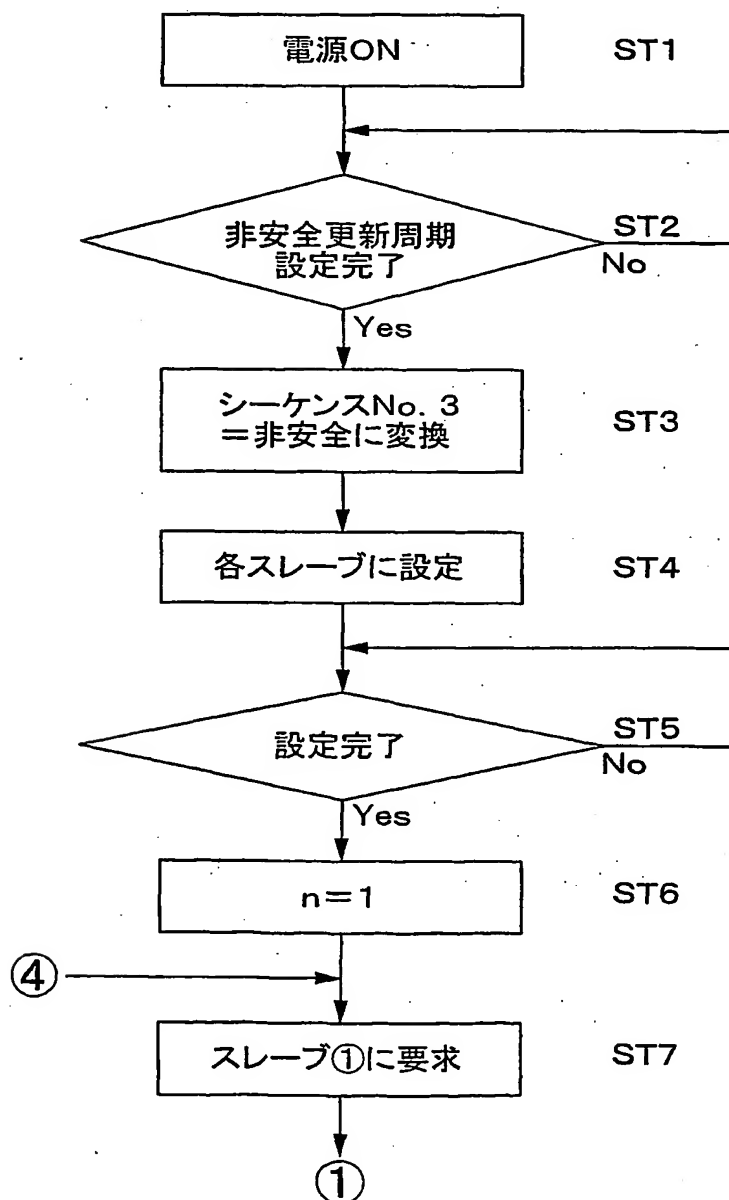 電源ON
ST1
非安全更新周期
設定完了
ST2
No
Yes
シーケンスNo. 3
=非安全に変換
ST3
各スレーブに設定
ST4
設定完了
ST5
No
Yes
n=1
ST6
④
スレーブ①に要求
ST7
①